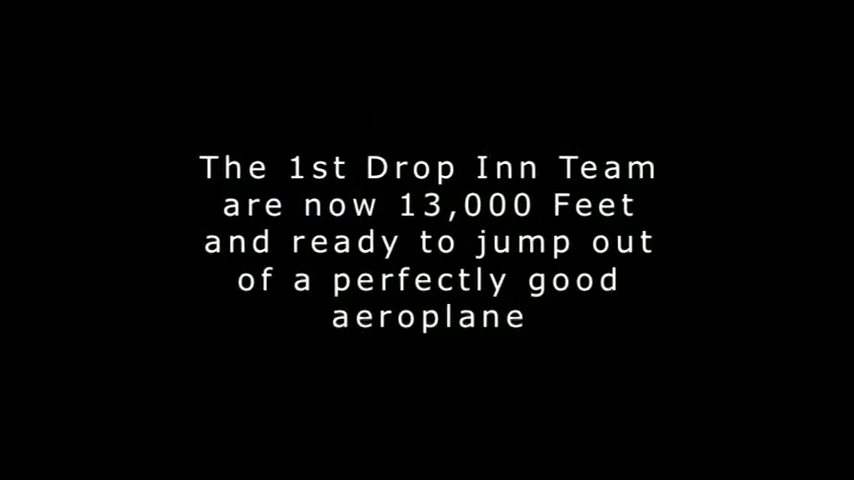 The 1st Drop Inn Team
are now 13,000 Feet
and ready to jump out
of a perfectly good
aeroplane